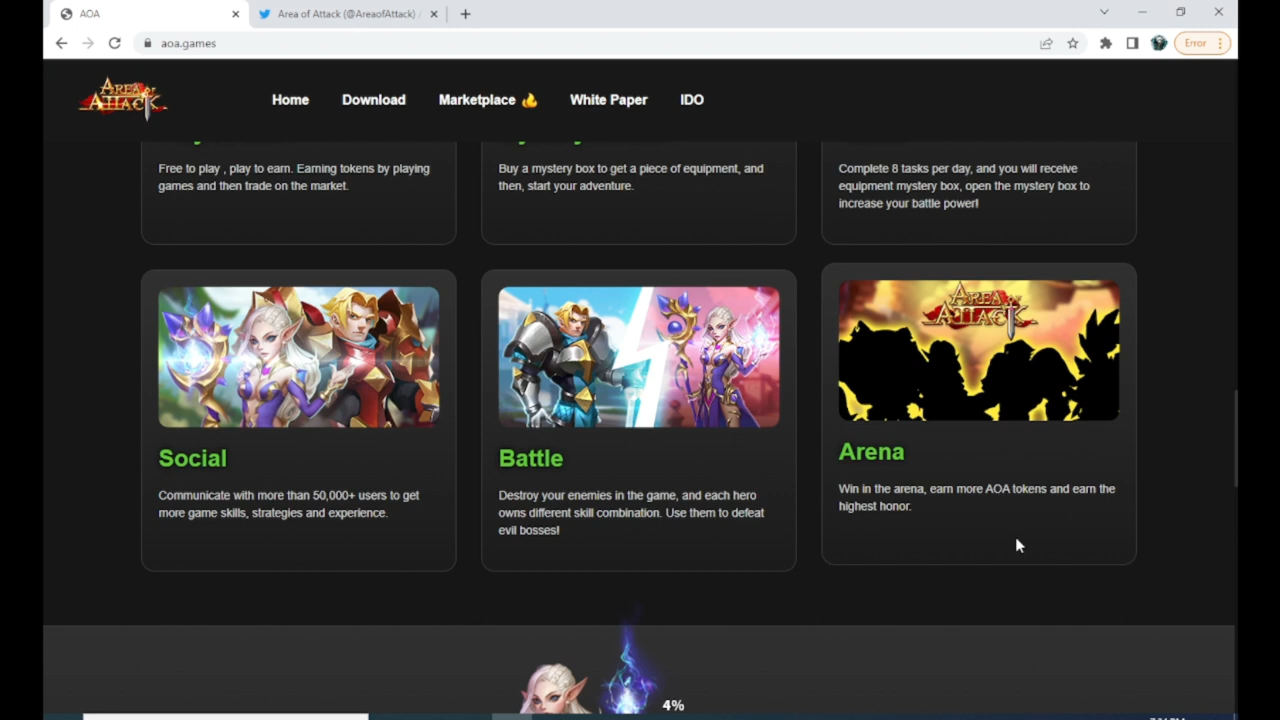 AOA
Area of Attack (@AreaofAttack) /
aoa.games
Error
AREA OF
ATTACK
Home
Download
Marketplace 🔥
White Paper
IDO
Free to play , play to earn. Earning tokens by playing
games and then trade on the market.
Buy a mystery box to get a piece of equipment, and
then, start your adventure.
Complete 8 tasks per day, and you will receive
equipment mystery box, open the mystery box to
increase your battle power!
AREA OF
ATTACK
Social
Communicate with more than 50,000+ users to get
more game skills, strategies and experience.
Battle
Destroy your enemies in the game, and each hero
owns different skill combination. Use them to defeat
evil bosses!
Arena
Win in the arena, earn more AOA tokens and earn the
highest honor.
4%